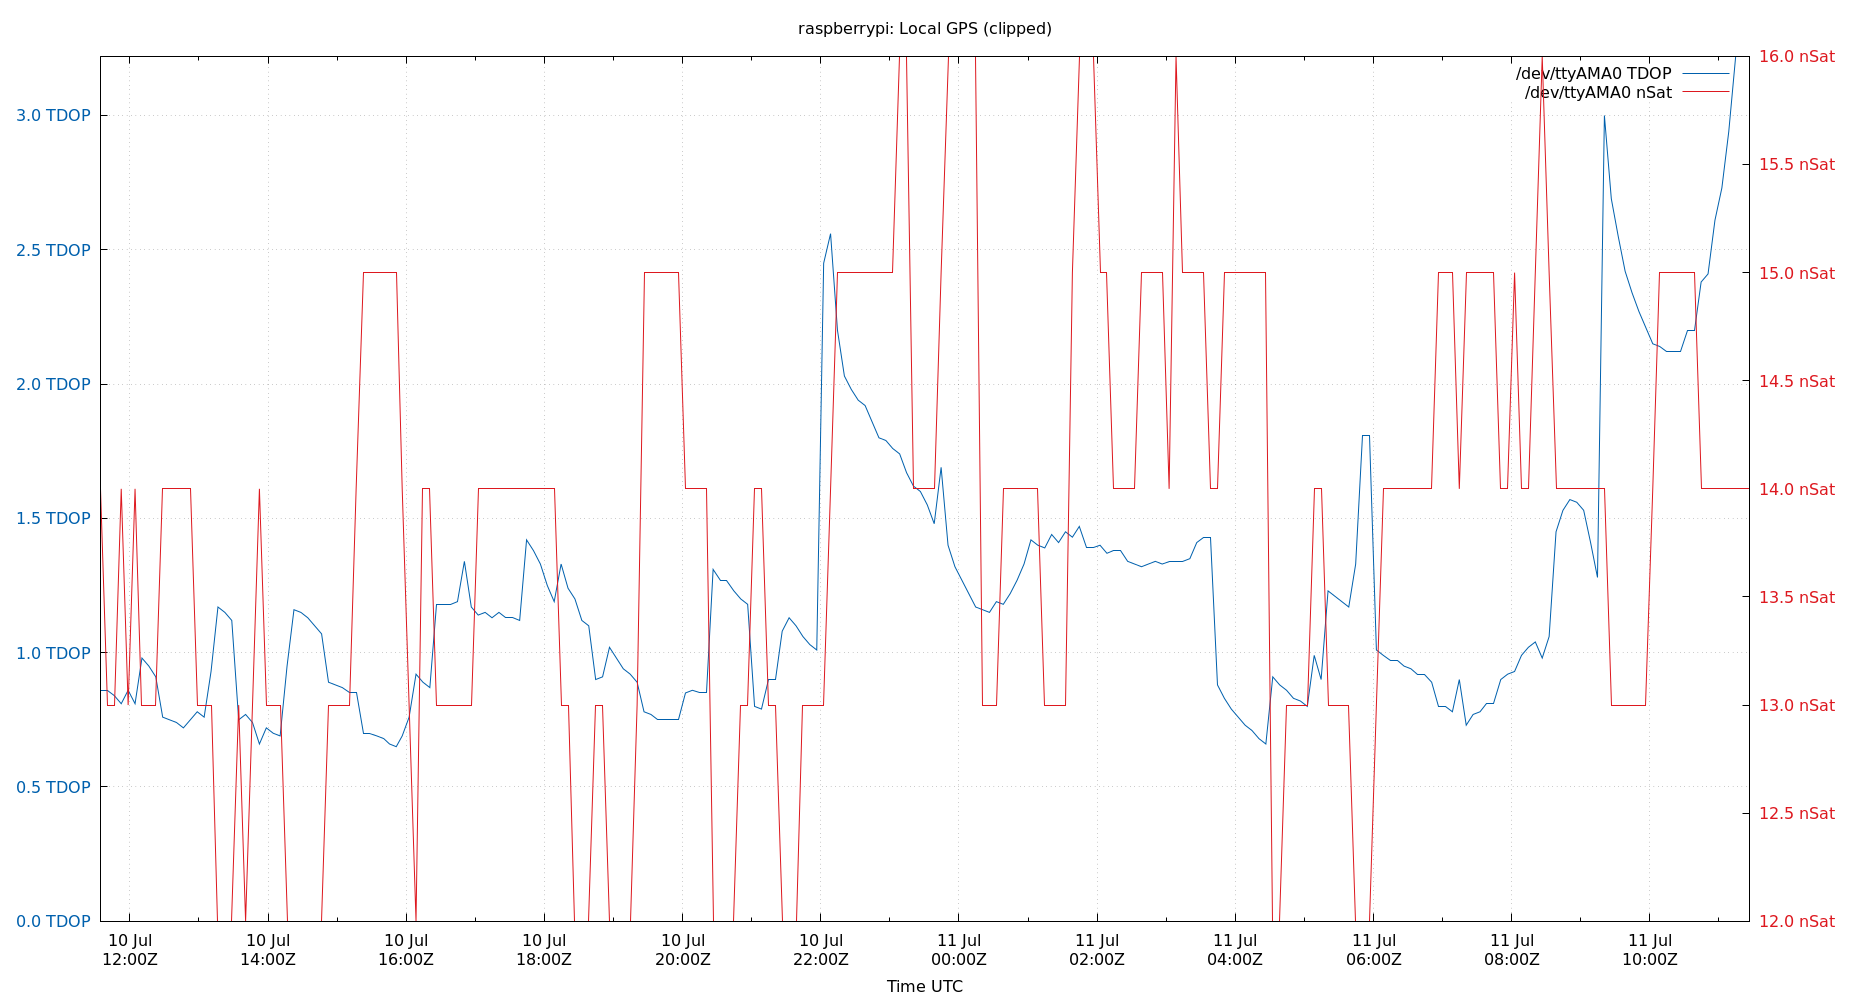 raspberrypi: Local GPS (clipped)
16.0 nSat
/dev/ttyAMA0 TDOP
/dev/ttyAMA0 nSat
3.0 TDOP
15.5 nSat
2.5 TDOP
15.0 nSat
2.0 TDOP
14.5 nSat
14.0 nSat
1.5 TDOP
13.5 nSat
1.0 TDOP
13.0 nSat
0.5 TDOP
12.5 nSat
0.0 TDOP
12.0 nSat
10 Jul 10 Jul 10 Jul 10 Jul 10 Jul 10 Jul 11 Jul 11 Jul 11 Jul 11 Jul 11 Jul 11 Jul
12:00Z 14:00Z 16:00Z 18:00Z 20:00Z 22:00Z 00:00Z 02:00Z 04:00Z 06:00Z 08:00Z 10:00Z
Time UTC